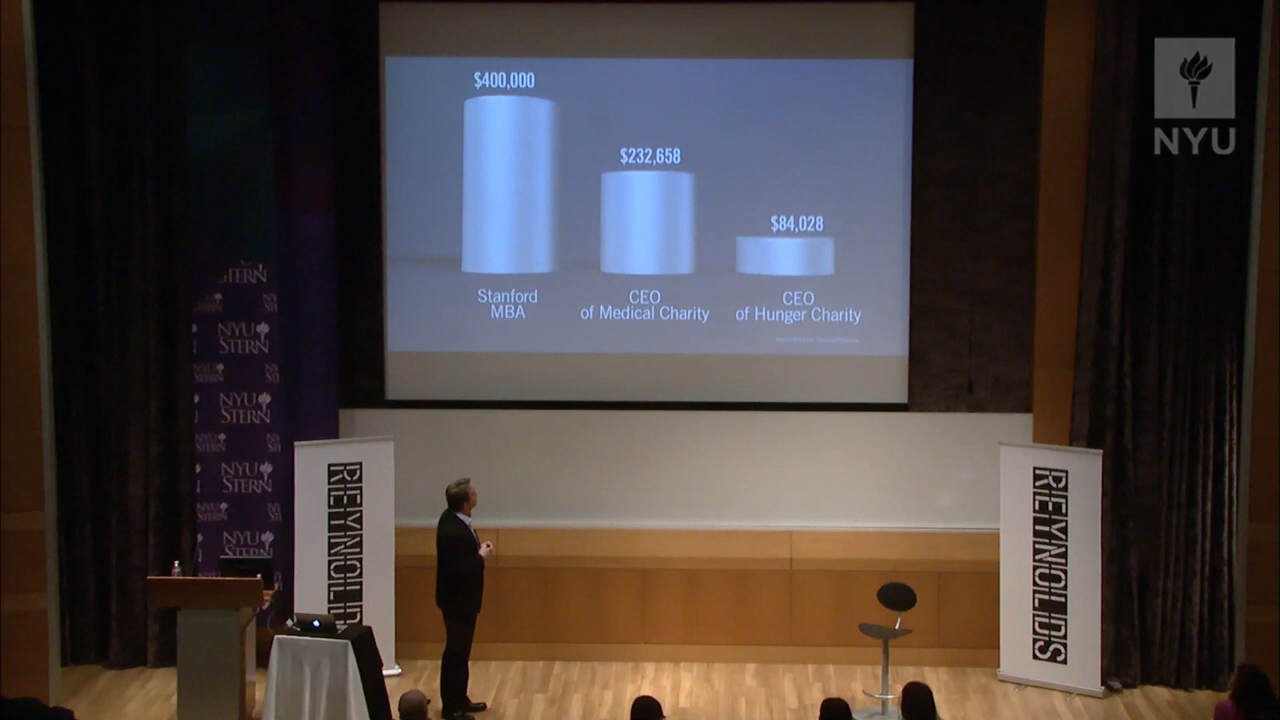 $400,000
$232,658
$84,028
Stanford
MBA
CEO
of Medical Charity
CEO
of Hunger Charity
NYU
STERN
NYU
STERN
NYU
STERN
NYU
STERN
NYU
STERN
REYNOLDS
REYNOLDS
NYU